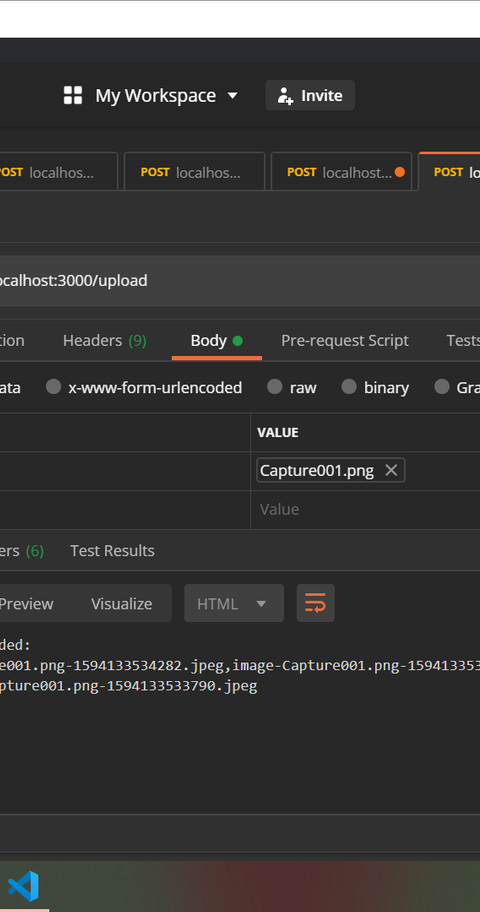 My Workspace Invite
POST localhos... POST localhos... POST localhost... POST lo
ocalhost:3000/upload
tion Headers (9) Body Pre-request Script Tests
ata x-www-form-urlencoded raw binary Gra
VALUE
Capture001.png
Value
ers (6) Test Results
Preview Visualize HTML
ded:
e001.png-1594133534282.jpeg,image-Capture001.png-159413353
pture001.png-1594133533790.jpeg